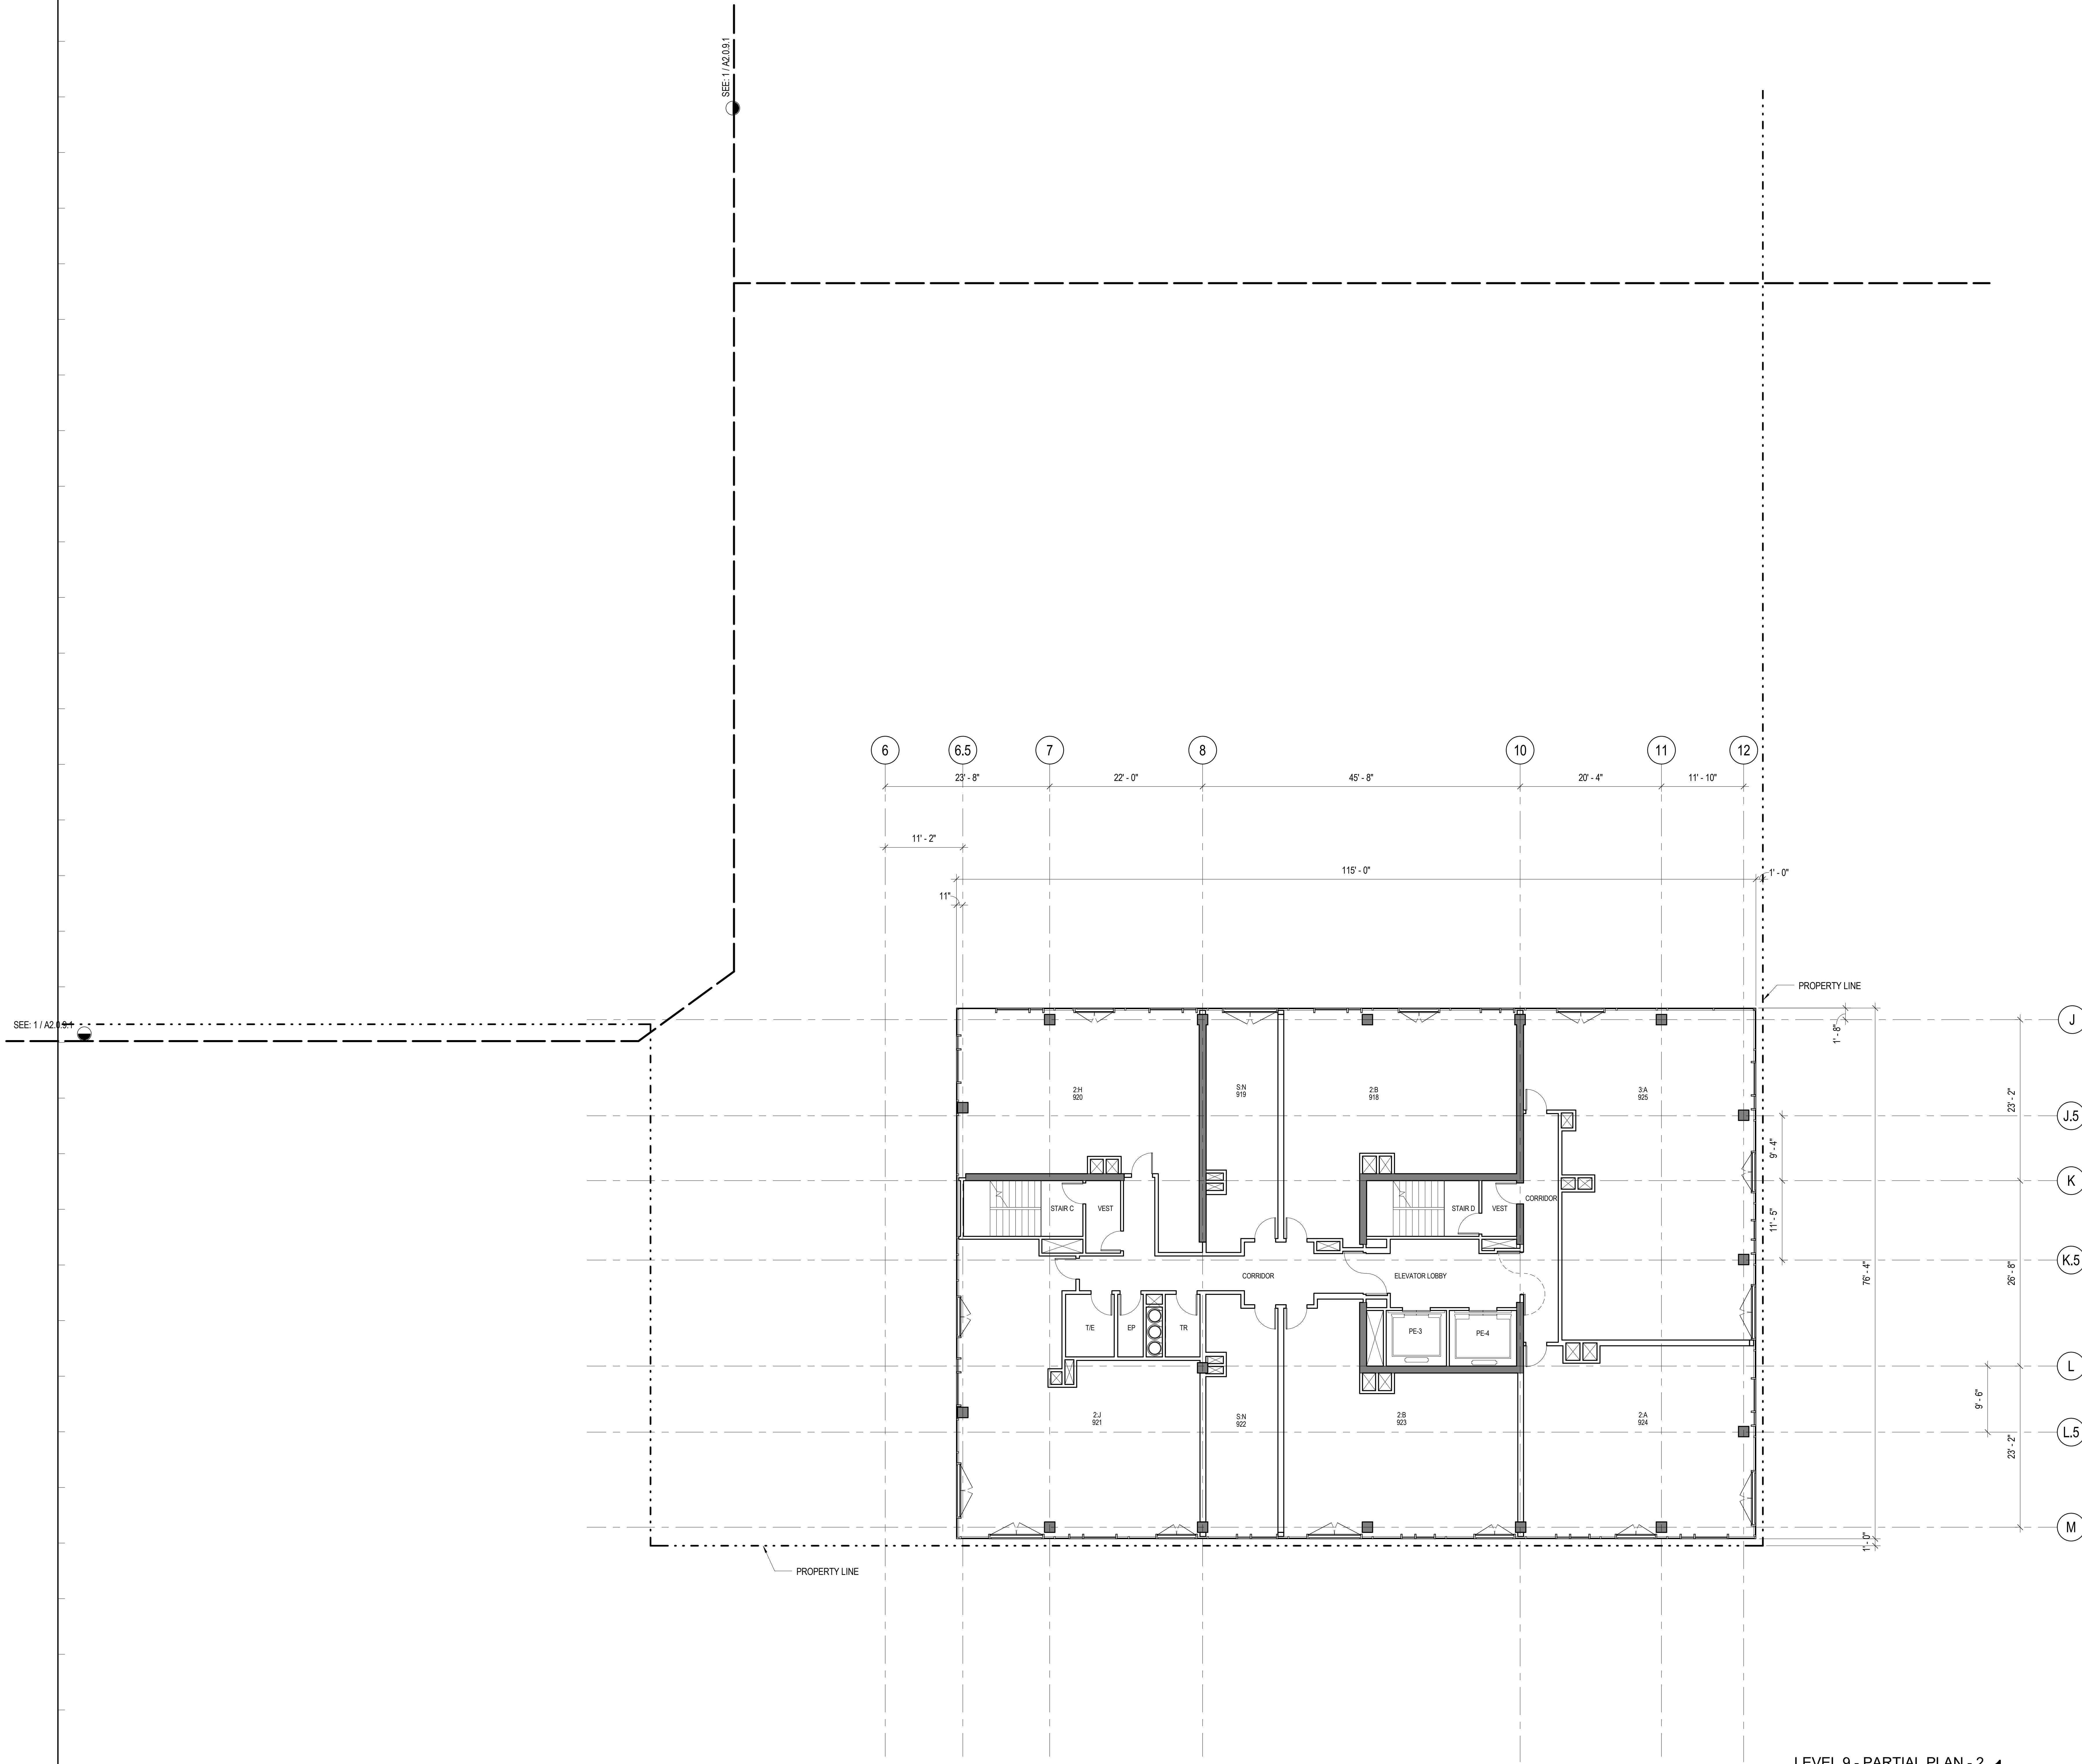 SEE: 1 / A2.0.9.1
6
6.5
7
8
10
11
12
23' - 8"
22' - 0"
45' - 8"
20' - 4"
11' - 10"
11' - 2"
115' - 0"
1' - 0"
11"
PROPERTY LINE
SEE: 1 / A2.0.9.1
J
1' - 8"
2:H
920
S:N
919
2:B
918
3:A
925
23' - 2"
J.5
9' - 4"
K
STAIR C
VEST
STAIR D
VEST
CORRIDOR
11' - 5"
K.5
CORRIDOR
ELEVATOR LOBBY
76' - 4"
26' - 8"
T/E
EP
TR
PE-3
PE-4
L
9' - 6"
2:J
921
S:N
922
2:B
923
2:A
924
L.5
23' - 2"
M
1' - 0"
PROPERTY LINE
LEVEL 9 - PARTIAL PLAN - 2